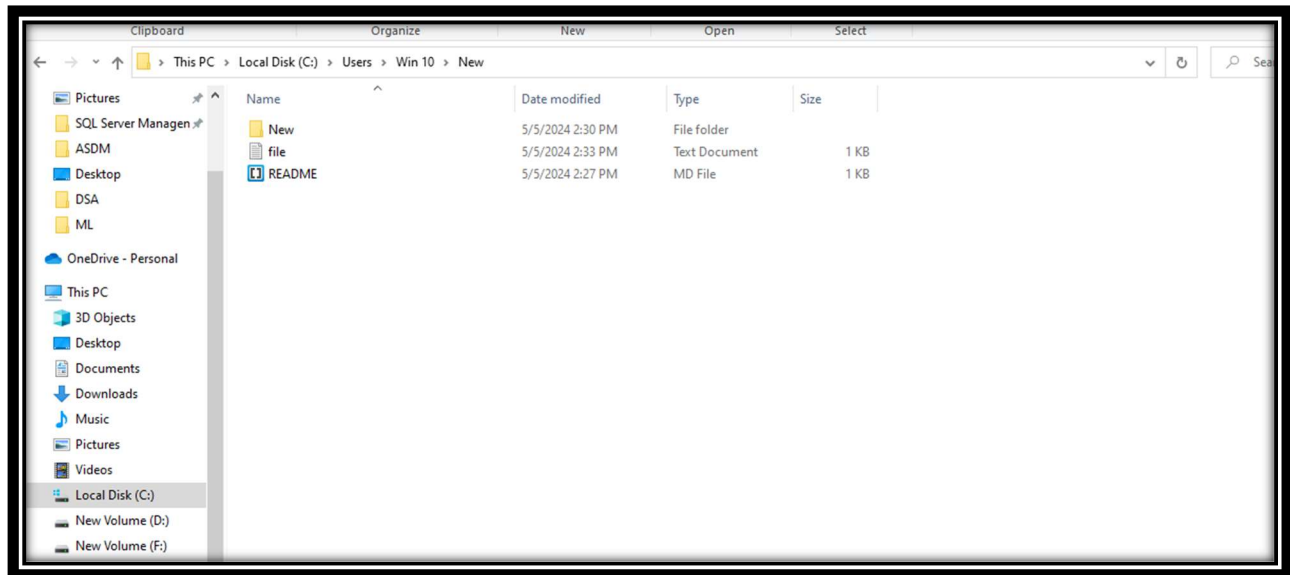 Clipboard Organize New Open Select
This PC > Local Disk (C:) > Users > Win 10 > New
Sea
Pictures
SQL Server Managen
ASDM
Desktop
DSA
ML
OneDrive - Personal
This PC
3D Objects
Desktop
Documents
Downloads
Music
Pictures
Videos
Local Disk (C:)
New Volume (D:)
New Volume (F:)
Name Date modified Type Size
New 5/5/2024 2:30 PM File folder
file 5/5/2024 2:33 PM Text Document 1 KB
README 5/5/2024 2:27 PM MD File 1 KB